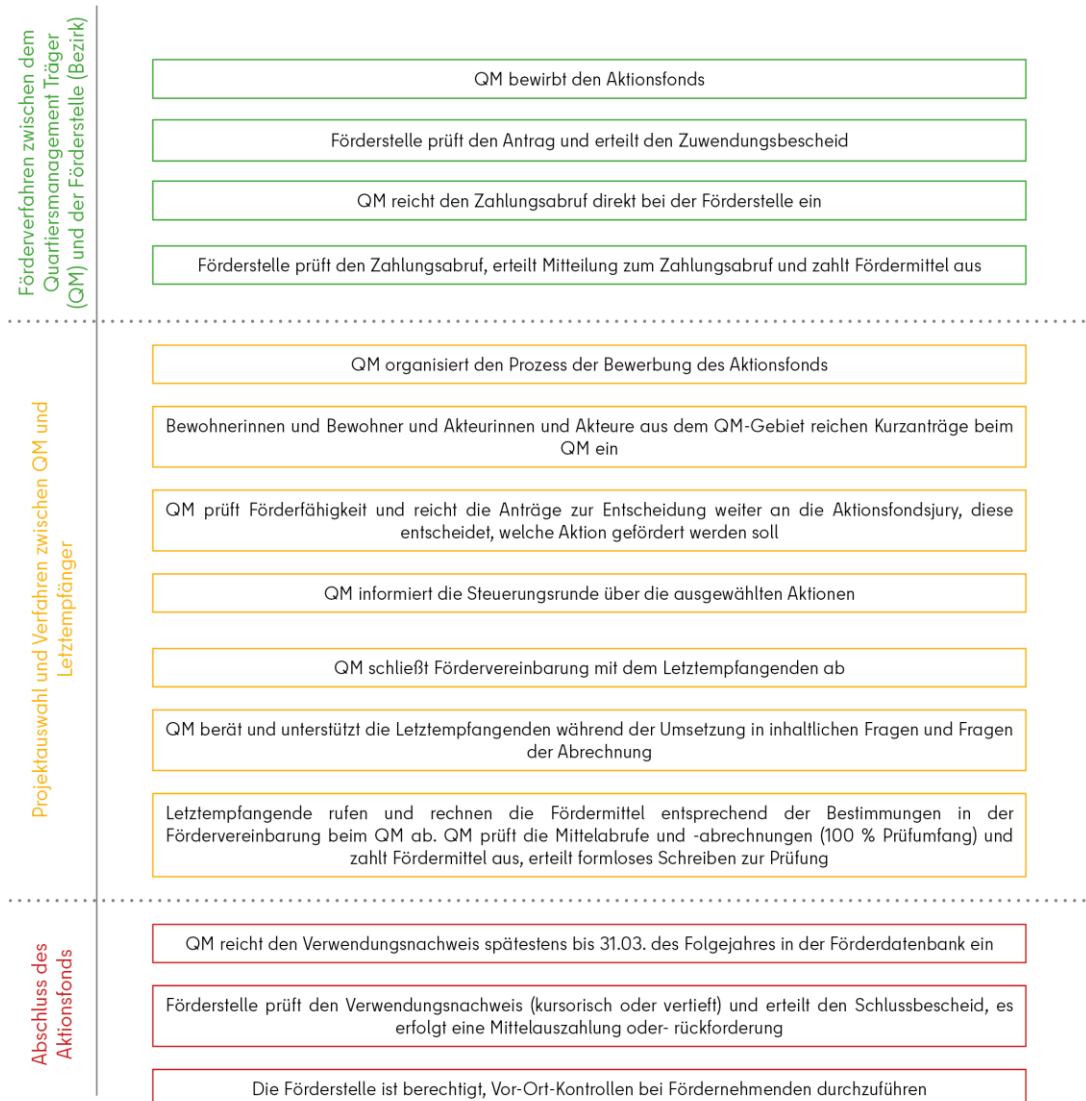 Förderverfahren zwischen dem
Quartiersmanagement Träger
(QM) und der Förderstelle (Bezirk)
QM bewirbt den Aktionsfonds
Förderstelle prüft den Antrag und erteilt den Zuwendungsbescheid
QM reicht den Zahlungsabruf direkt bei der Förderstelle ein
Förderstelle prüft den Zahlungsabruf, erteilt Mitteilung zum Zahlungsabruf und zahlt Fördermittel aus
Projektauswahl und Verfahren zwischen QM und
Letztempfänger
QM organisiert den Prozess der Bewerbung des Aktionsfonds
Bewohnerinnen und Bewohner und Akteurinnen und Akteure aus dem QM-Gebiet reichen Kurzanträge beim
QM ein
QM prüft Förderfähigkeit und reicht die Anträge zur Entscheidung weiter an die Aktionsfondsjury, diese
entscheidet, welche Aktion gefördert werden soll
QM informiert die Steuerungsrunde über die ausgewählten Aktionen
QM schließt Fördervereinbarung mit dem Letztempfangenden ab
QM berät und unterstützt die Letztempfangenden während der Umsetzung in inhaltlichen Fragen und Fragen
der Abrechnung
Letztempfangende rufen und rechnen die Fördermittel entsprechend der Bestimmungen in der
Fördervereinbarung beim QM ab. QM prüft die Mittelabrufe und -abrechnungen (100 % Prüfumfang) und
zahlt Fördermittel aus, erteilt formloses Schreiben zur Prüfung
Abschluss des
Aktionsfonds
QM reicht den Verwendungsnachweis spätestens bis 31.03. des Folgejahres in der Förderdatenbank ein
Förderstelle prüft den Verwendungsnachweis (kursorisch oder vertieft) und erteilt den Schlussbescheid, es
erfolgt eine Mittelauszahlung oder- rückforderung
Die Förderstelle ist berechtigt, Vor-Ort-Kontrollen bei Fördernehmenden durchzuführen